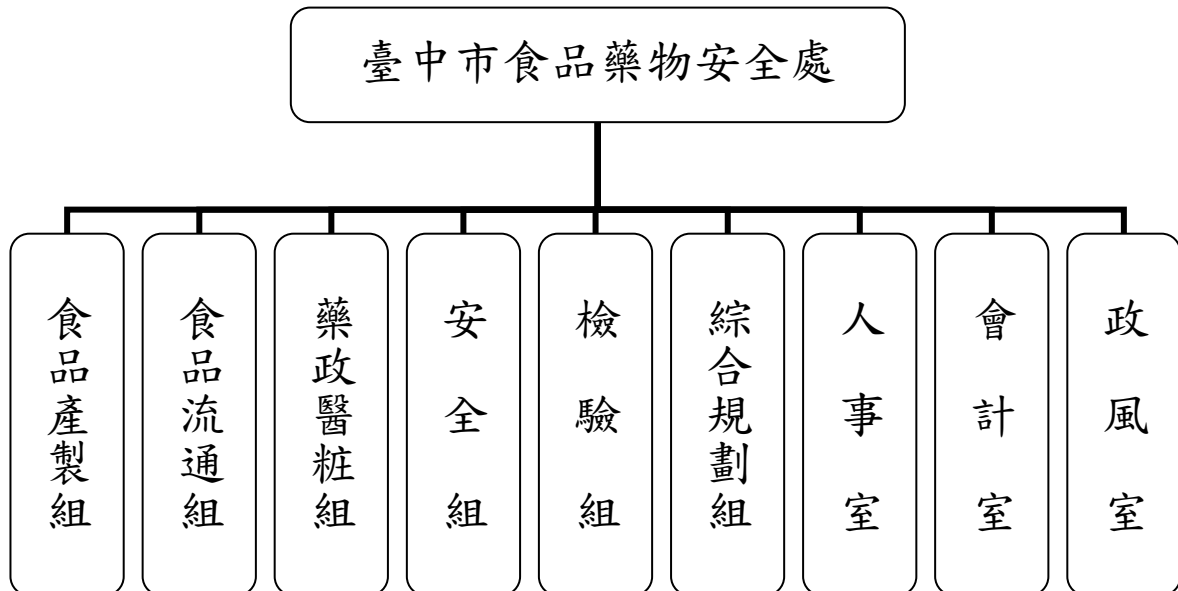 臺中市食品藥物安全處
食品產製組
食品流通組
藥政醫粧組
安全組
檢驗組
綜合規劃組
人事室
會計室
政風室